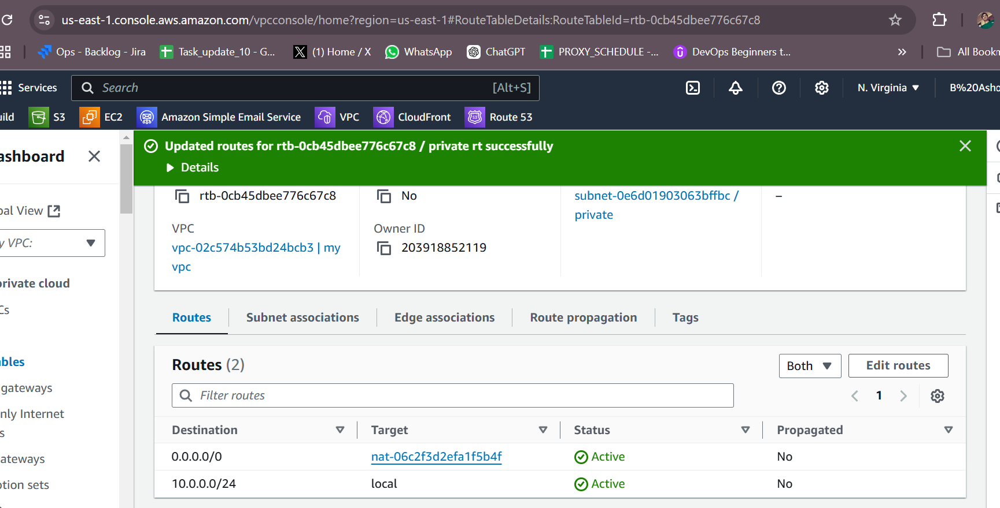 us-east-1.console.aws.amazon.com/vpcconsole/home?region=us-east-1#RouteTableDetails:RouteTableId=rtb-0cb45dbee776c67c8
Ops - Backlog - Jira Task_update_10 - G... (1) Home / X WhatsApp ChatGPT PROXY_SCHEDULE -... DevOps Beginners t... » All Bookm
Services Search [Alt+S] N. Virginia ▼ B%20Asho
ild S3 EC2 Amazon Simple Email Service VPC CloudFront Route 53
Updated routes for rtb-0cb45dbee776c67c8 / private rt successfully
Details
ashboard
bal View
y VPC:
private cloud
Cs
bles
gateways
nly Internet
s
ateways
tion sets
rtb-0cb45dbee776c67c8 No subnet-0e6d01903063bffbc / –
private
VPC Owner ID
vpc-02c574b53bd24bcb3 | my 203918852119
vpc
Routes Subnet associations Edge associations Route propagation Tags
Routes (2) Both Edit routes
Filter routes 1
Destination Target Status Propagated
0.0.0.0/0 nat-06c2f3d2efa1f5b4f Active No
10.0.0.0/24 local Active No